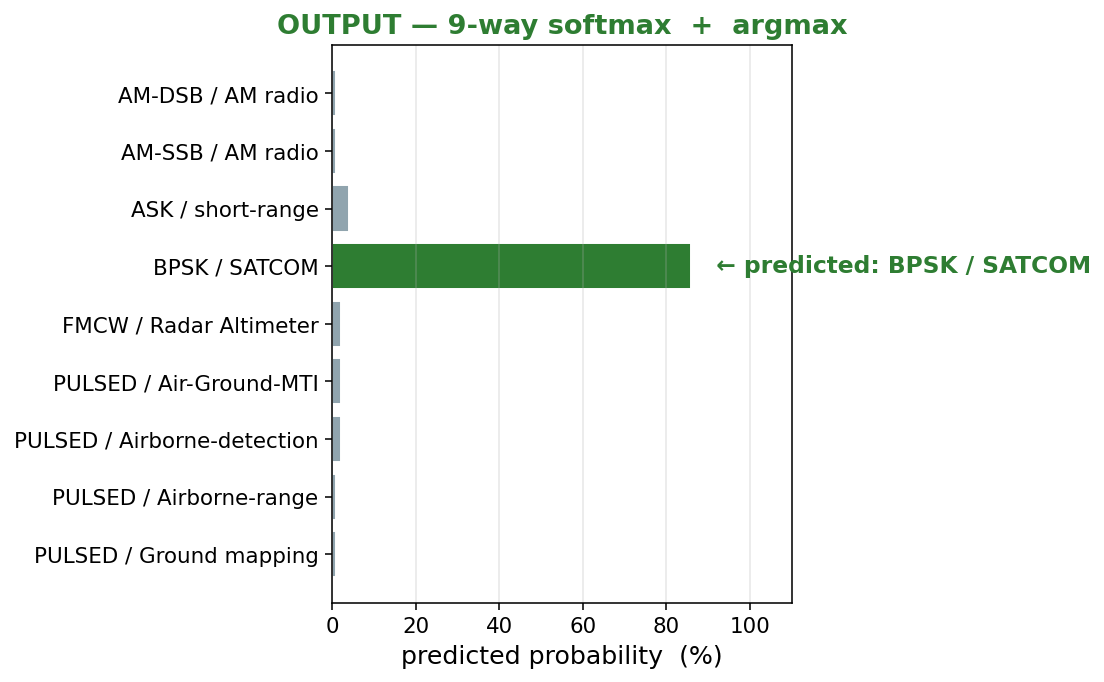 OUTPUT — 9-way softmax + argmax
AM-DSB / AM radio
AM-SSB / AM radio
ASK / short-range
BPSK / SATCOM
← predicted: BPSK / SATCOM
FMCW / Radar Altimeter
PULSED / Air-Ground-MTI
PULSED / Airborne-detection
PULSED / Airborne-range
PULSED / Ground mapping
0 20 40 60 80 100
predicted probability (%)